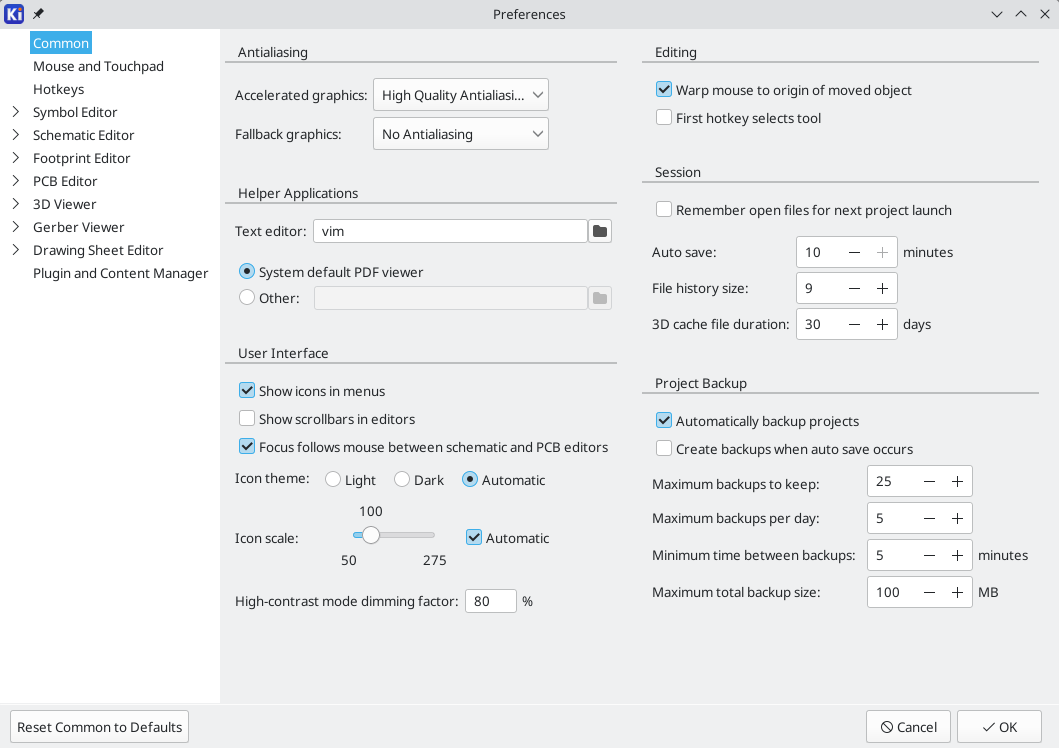 Ki
Preferences
Common
Mouse and Touchpad
Hotkeys
Symbol Editor
Schematic Editor
Footprint Editor
PCB Editor
3D Viewer
Gerber Viewer
Drawing Sheet Editor
Plugin and Content Manager
Antialiasing
Accelerated graphics: High Quality Antialiasi...
Fallback graphics: No Antialiasing
Helper Applications
Text editor: vim
System default PDF viewer
Other:
User Interface
Show icons in menus
Show scrollbars in editors
Focus follows mouse between schematic and PCB editors
Icon theme: Light Dark Automatic
100
Icon scale: Automatic
50 275
High-contrast mode dimming factor: 80 %
Editing
Warp mouse to origin of moved object
First hotkey selects tool
Session
Remember open files for next project launch
Auto save: 10 minutes
File history size: 9
3D cache file duration: 30 days
Project Backup
Automatically backup projects
Create backups when auto save occurs
Maximum backups to keep: 25
Maximum backups per day: 5
Minimum time between backups: 5 minutes
Maximum total backup size: 100 MB
Reset Common to Defaults
Cancel
OK